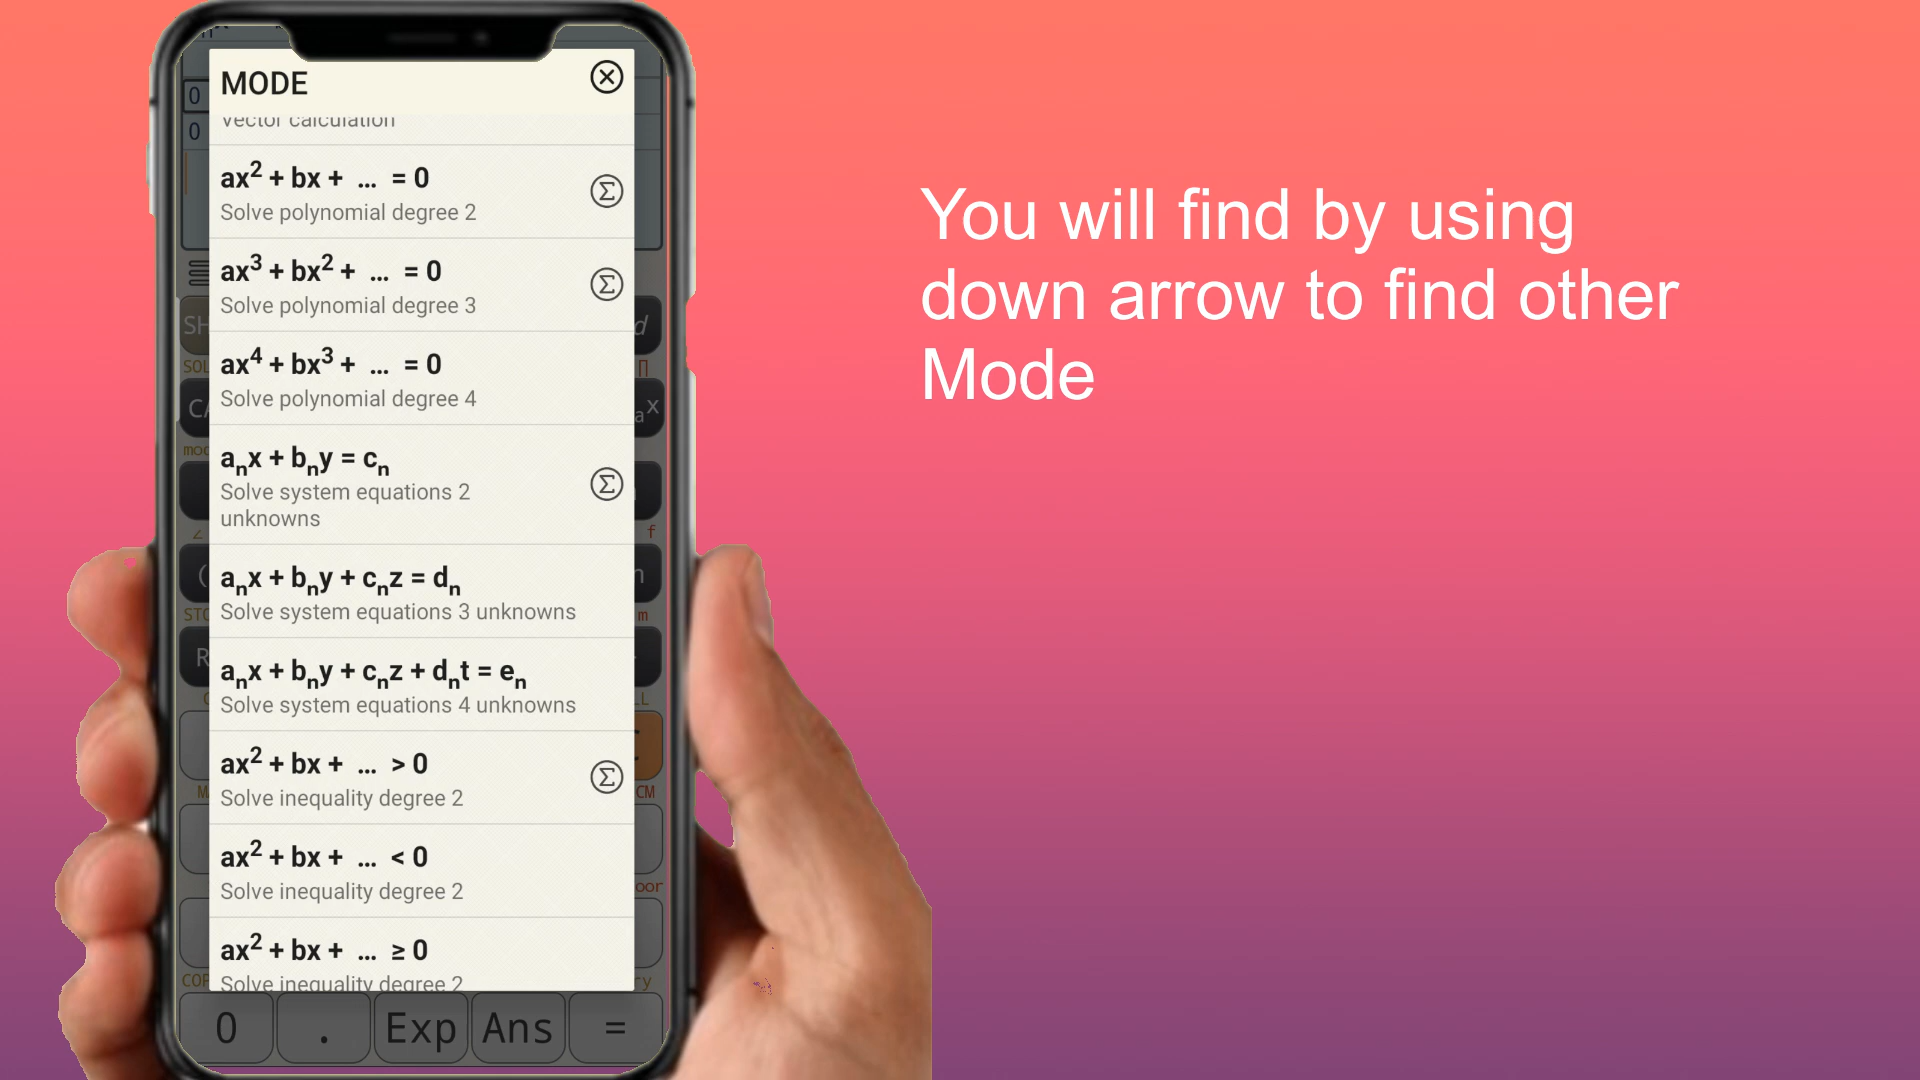 MODE
0
0
Vector calculation
ax² + bx + ... = 0
Solve polynomial degree 2
ax³ + bx² + ... = 0
Solve polynomial degree 3
ax⁴ + bx³ + ... = 0
Solve polynomial degree 4
aₙx + bₙy = cₙ
Solve system equations 2
unknowns
aₙx + bₙy + cₙz = dₙ
Solve system equations 3 unknowns
aₙx + bₙy + cₙz + dₙt = eₙ
Solve system equations 4 unknowns
ax² + bx + ... > 0
Solve inequality degree 2
ax² + bx + ... < 0
Solve inequality degree 2
ax² + bx + ... ≥ 0
Solve inequality degree 2
0 . Exp Ans =
You will find by using
down arrow to find other
Mode